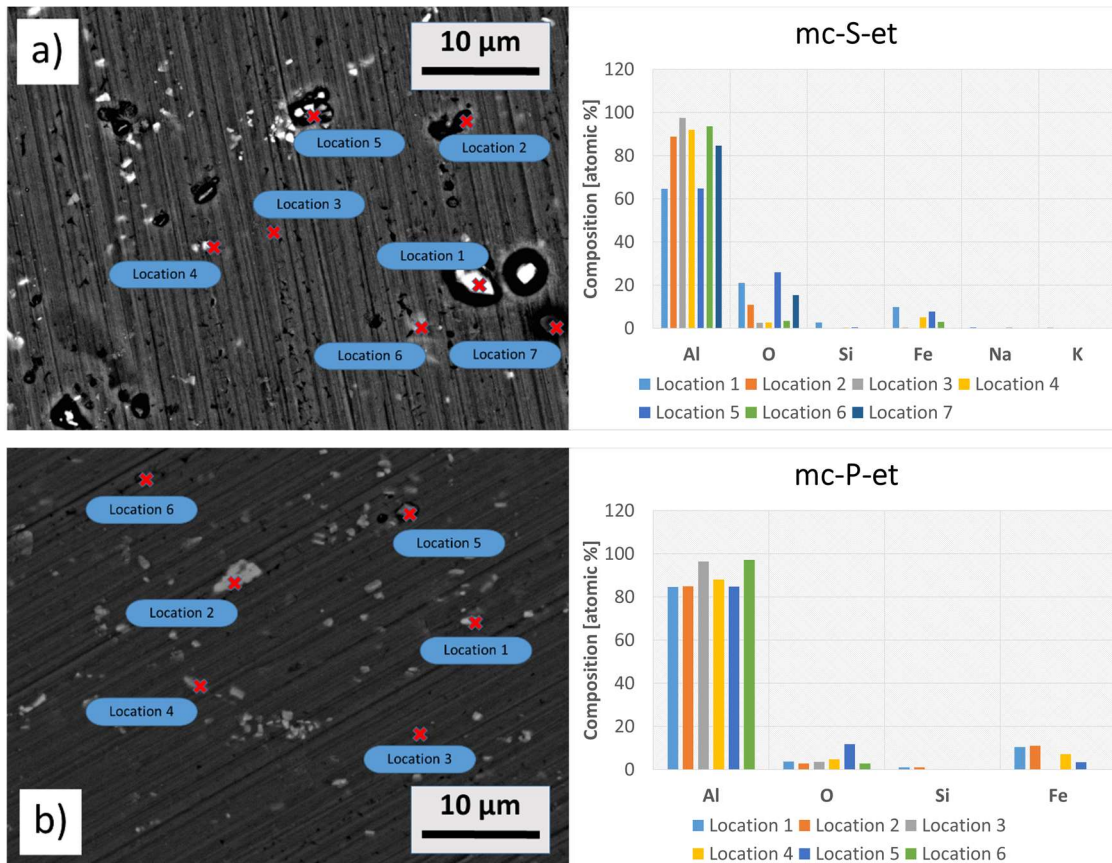 a)
10 µm
Location 5
Location 2
Location 3
Location 1
Location 4
Location 6
Location 7
mc-S-et
Composition [atomic %]
120
100
80
60
40
20
0
Al O Si Fe Na K
Location 1 Location 2 Location 3 Location 4
Location 5 Location 6 Location 7
Location 6
Location 5
Location 2
Location 1
Location 4
Location 3
b)
10 µm
mc-P-et
Composition [atomic %]
120
100
80
60
40
20
0
Al O Si Fe
Location 1 Location 2 Location 3
Location 4 Location 5 Location 6